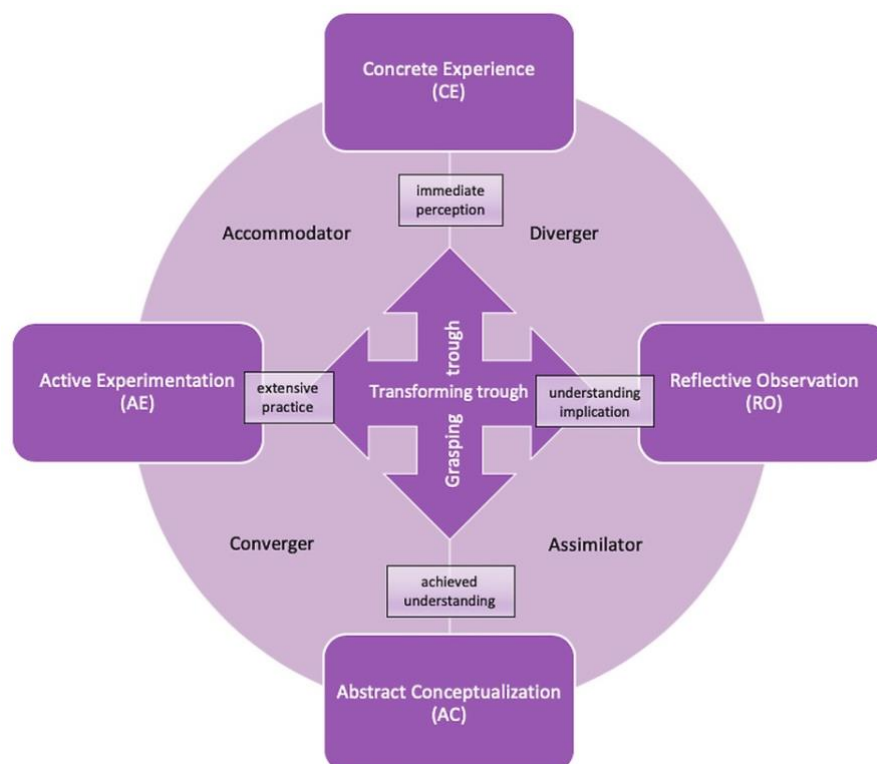 Concrete Experience
(CE)
immediate
perception
Accommodator
Diverger
Active Experimentation
(AE)
extensive
practice
Transforming trough
Grasping trough
understanding
implication
Reflective Observation
(RO)
Converger
Assimilator
achieved
understanding
Abstract Conceptualization
(AC)